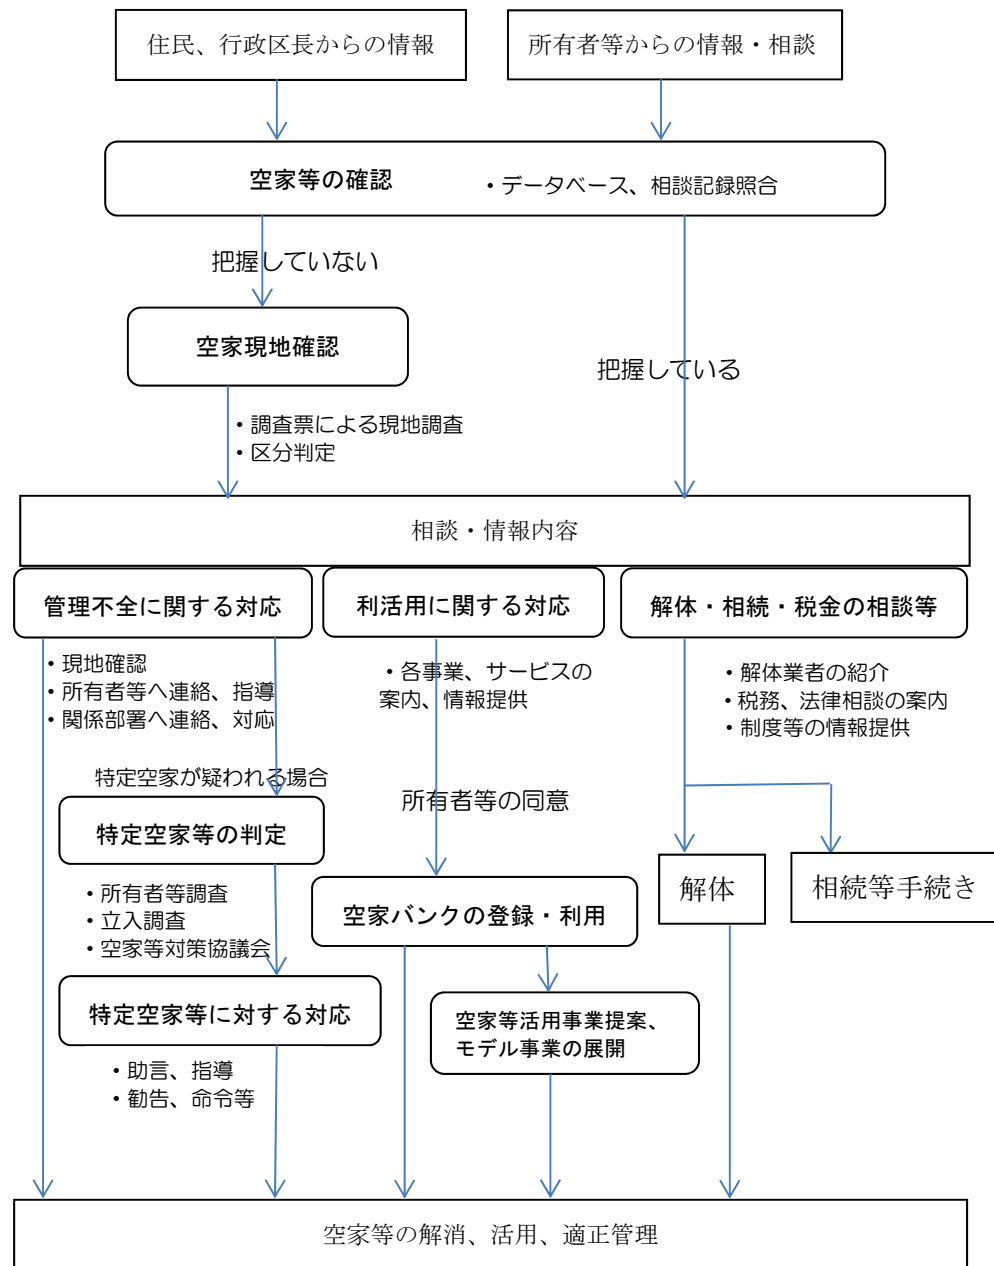 住民、行政区長からの情報
所有者等からの情報・相談
空家等の確認
・データベース、相談記録照合
把握していない
空家現地確認
把握している
・調査票による現地調査
・区分判定
相談・情報内容
管理不全に関する対応
利活用に関する対応
解体・相続・税金の相談等
・現地確認
・所有者等へ連絡、指導
・関係部署へ連絡、対応
・各事業、サービスの
案内、情報提供
・解体業者の紹介
・税務、法律相談の案内
・制度等の情報提供
特定空家が疑われる場合
所有者等の同意
特定空家等の判定
解体
相続等手続き
・所有者等調査
・立入調査
・空家等対策協議会
空家バンクの登録・利用
特定空家等に対する対応
空家等活用事業提案、
モデル事業の展開
・助言、指導
・勧告、命令等
空家等の解消、活用、適正管理